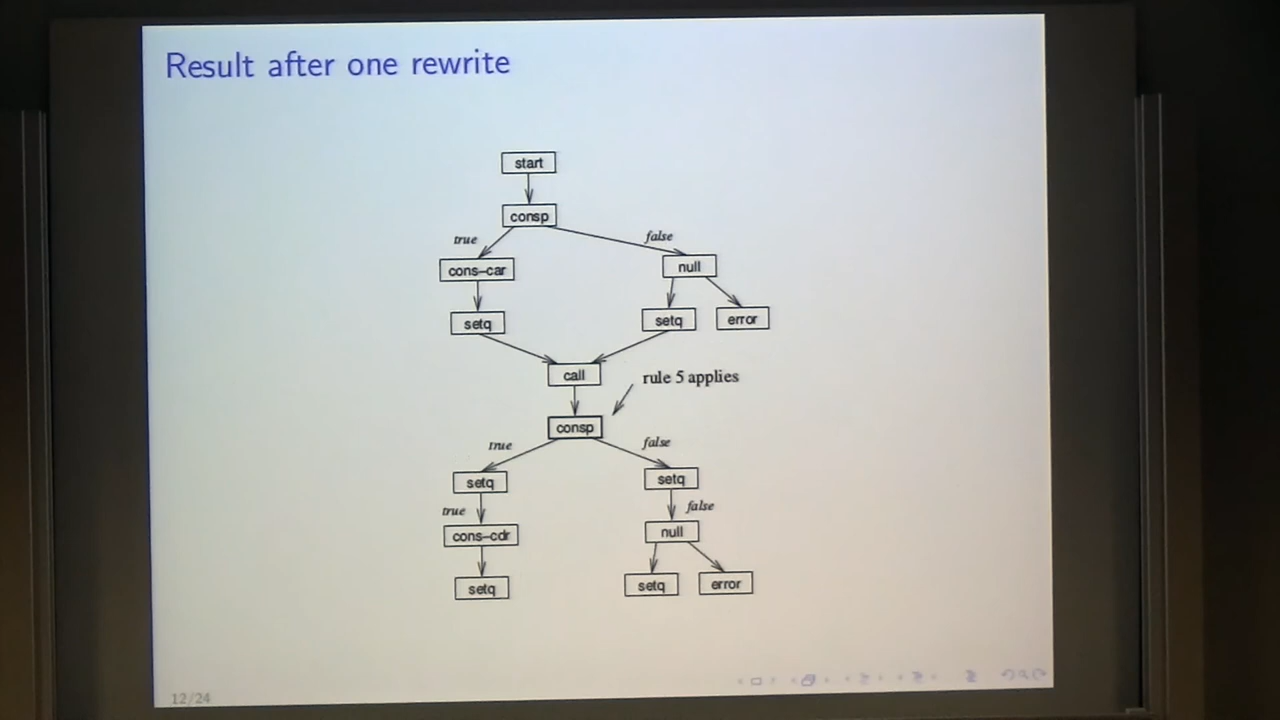 Result after one rewrite
start
consp
true
false
cons-car
null
setq
setq
error
call
rule 5 applies
consp
true
false
setq
setq
true
false
cons-cdr
null
setq
setq
error
12/24